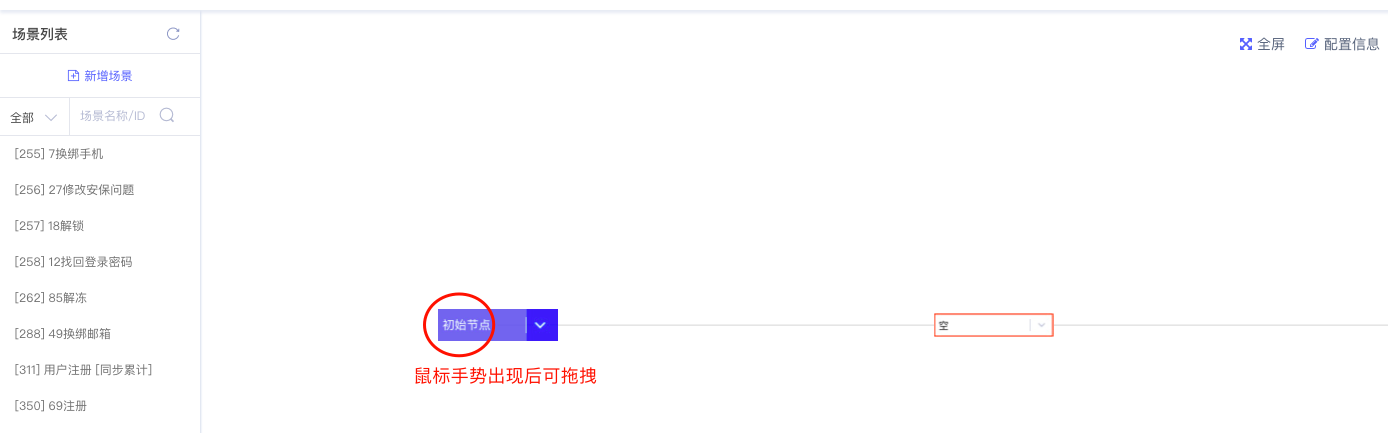 场景列表
全屏
配置信息
新增场景
全部
场景名称/ID
[255] 7换绑手机
[256] 27修改安保问题
[257] 18解锁
[258] 12找回登录密码
[262] 85解冻
[288] 49换绑邮箱
[311] 用户注册 [同步累计]
[350] 69注册
初始节点
空
鼠标手势出现后可拖拽